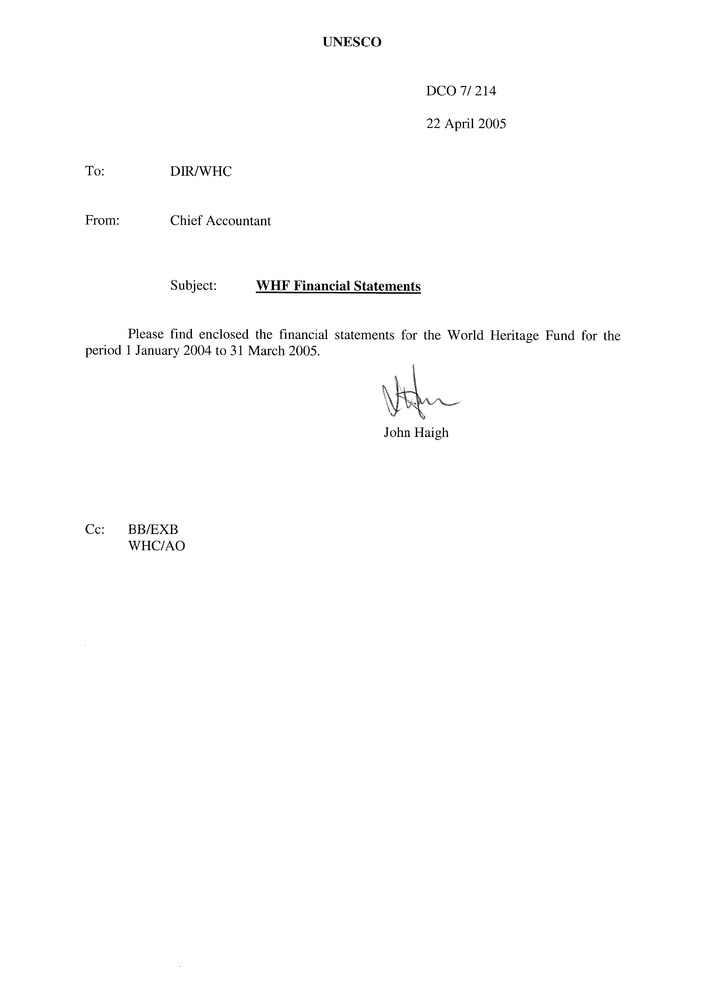 UNESCO
DCO 7/ 214
22 April 2005
To: DIR/WHC
From: Chief Accountant
Subject: WHF Financial Statements
Please find enclosed the financial statements for the World Heritage Fund for the
period 1 January 2004 to 31 March 2005.
John Haigh
Cc: BB/EXB
WHC/AO